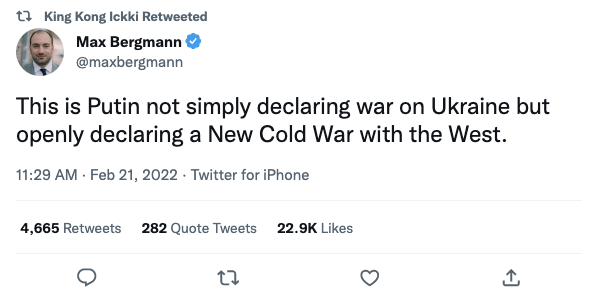 King Kong Ickki Retweeted
Max Bergmann
@maxbergmann
This is Putin not simply declaring war on Ukraine but
openly declaring a New Cold War with the West.
11:29 AM · Feb 21, 2022 · Twitter for iPhone
4,665 Retweets 282 Quote Tweets 22.9K Likes